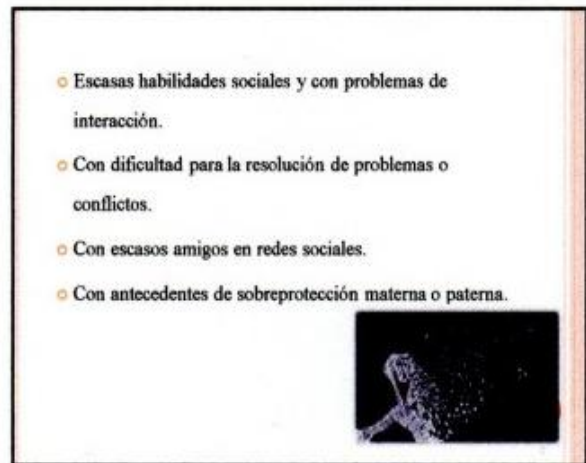 Escasas habilidades sociales y con problemas de
interacción.
Con dificultad para la resolución de problemas o
conflictos.
Con escasos amigos en redes sociales.
Con antecedentes de sobreprotección materna o paterna.